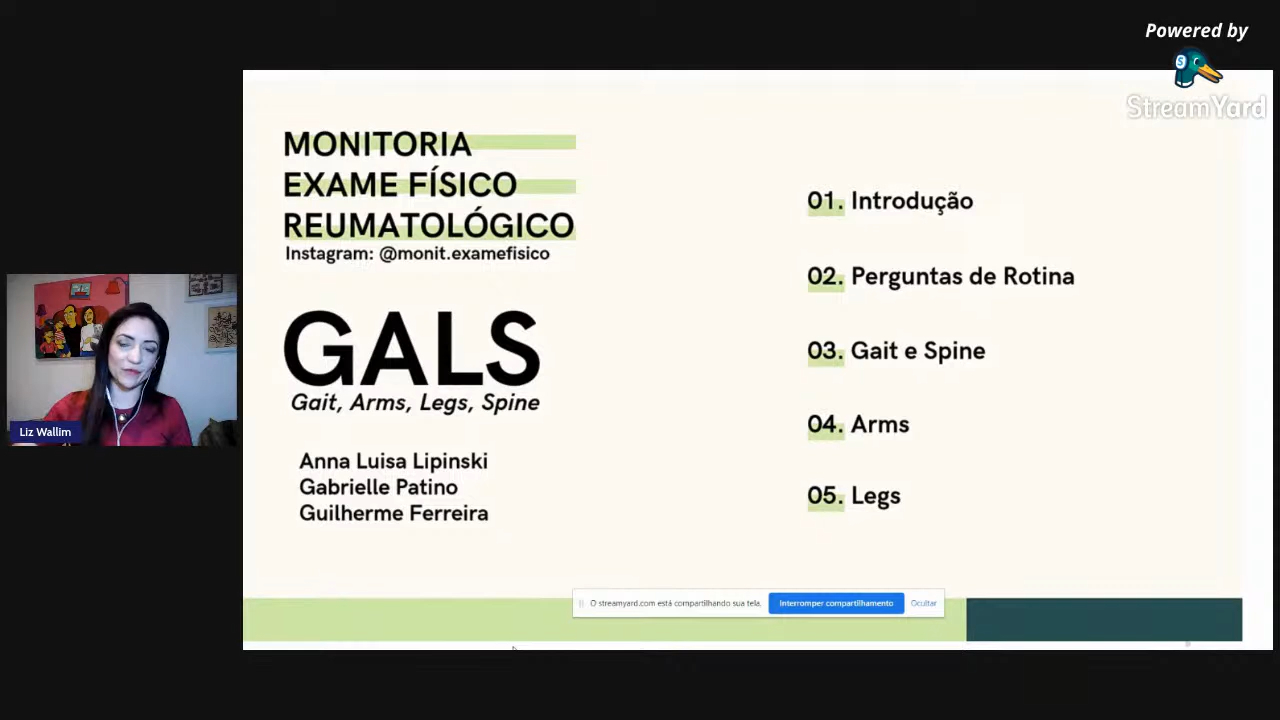 Powered by
StreamYard
MONITORIA
EXAME FÍSICO
REUMATOLÓGICO
Instagram: @monit.examefisico
GALS
Gait, Arms, Legs, Spine
Anna Luisa Lipinski
Gabrielle Patino
Guilherme Ferreira
01. Introdução
02. Perguntas de Rotina
03. Gait e Spine
04. Arms
05. Legs
Liz Wallim
O streamyard.com está compartilhando sua tela.
Interromper compartilhamento
Ocultar